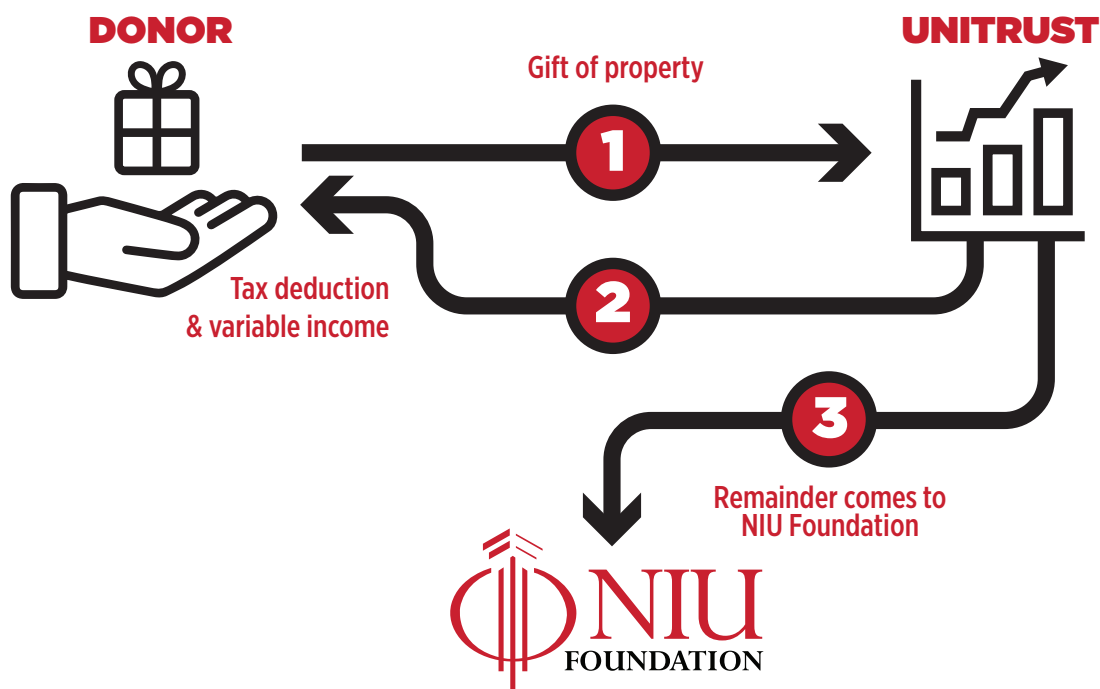 DONOR
UNITRUST
Gift of property
1
Tax deduction
& variable income
2
3
Remainder comes to
NIU Foundation
NIU
FOUNDATION